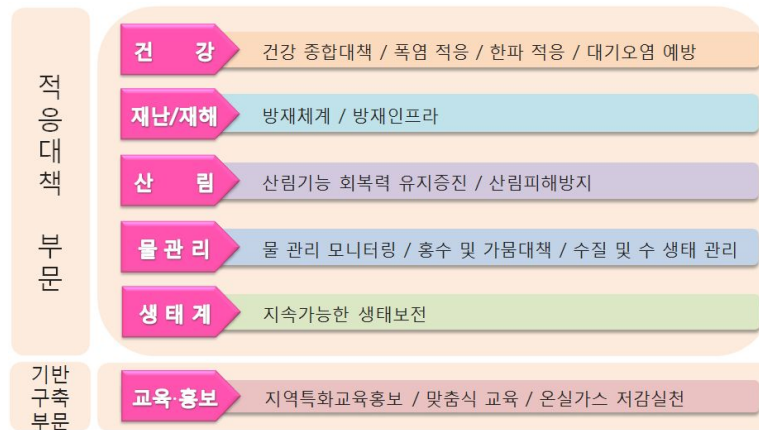 적응대책 부문
건 강
건강 종합대책 / 폭염 적응 / 한파 적응 / 대기오염 예방
재난/재해
방재체계 / 방재인프라
산 림
산림기능 회복력 유지증진 / 산림피해방지
물 관 리
물 관리 모니터링 / 홍수 및 가뭄대책 / 수질 및 수 생태 관리
생 태 계
지속가능한 생태보전
기반
구축
부문
교육·홍보
지역특화교육홍보 / 맞춤식 교육 / 온실가스 저감실천